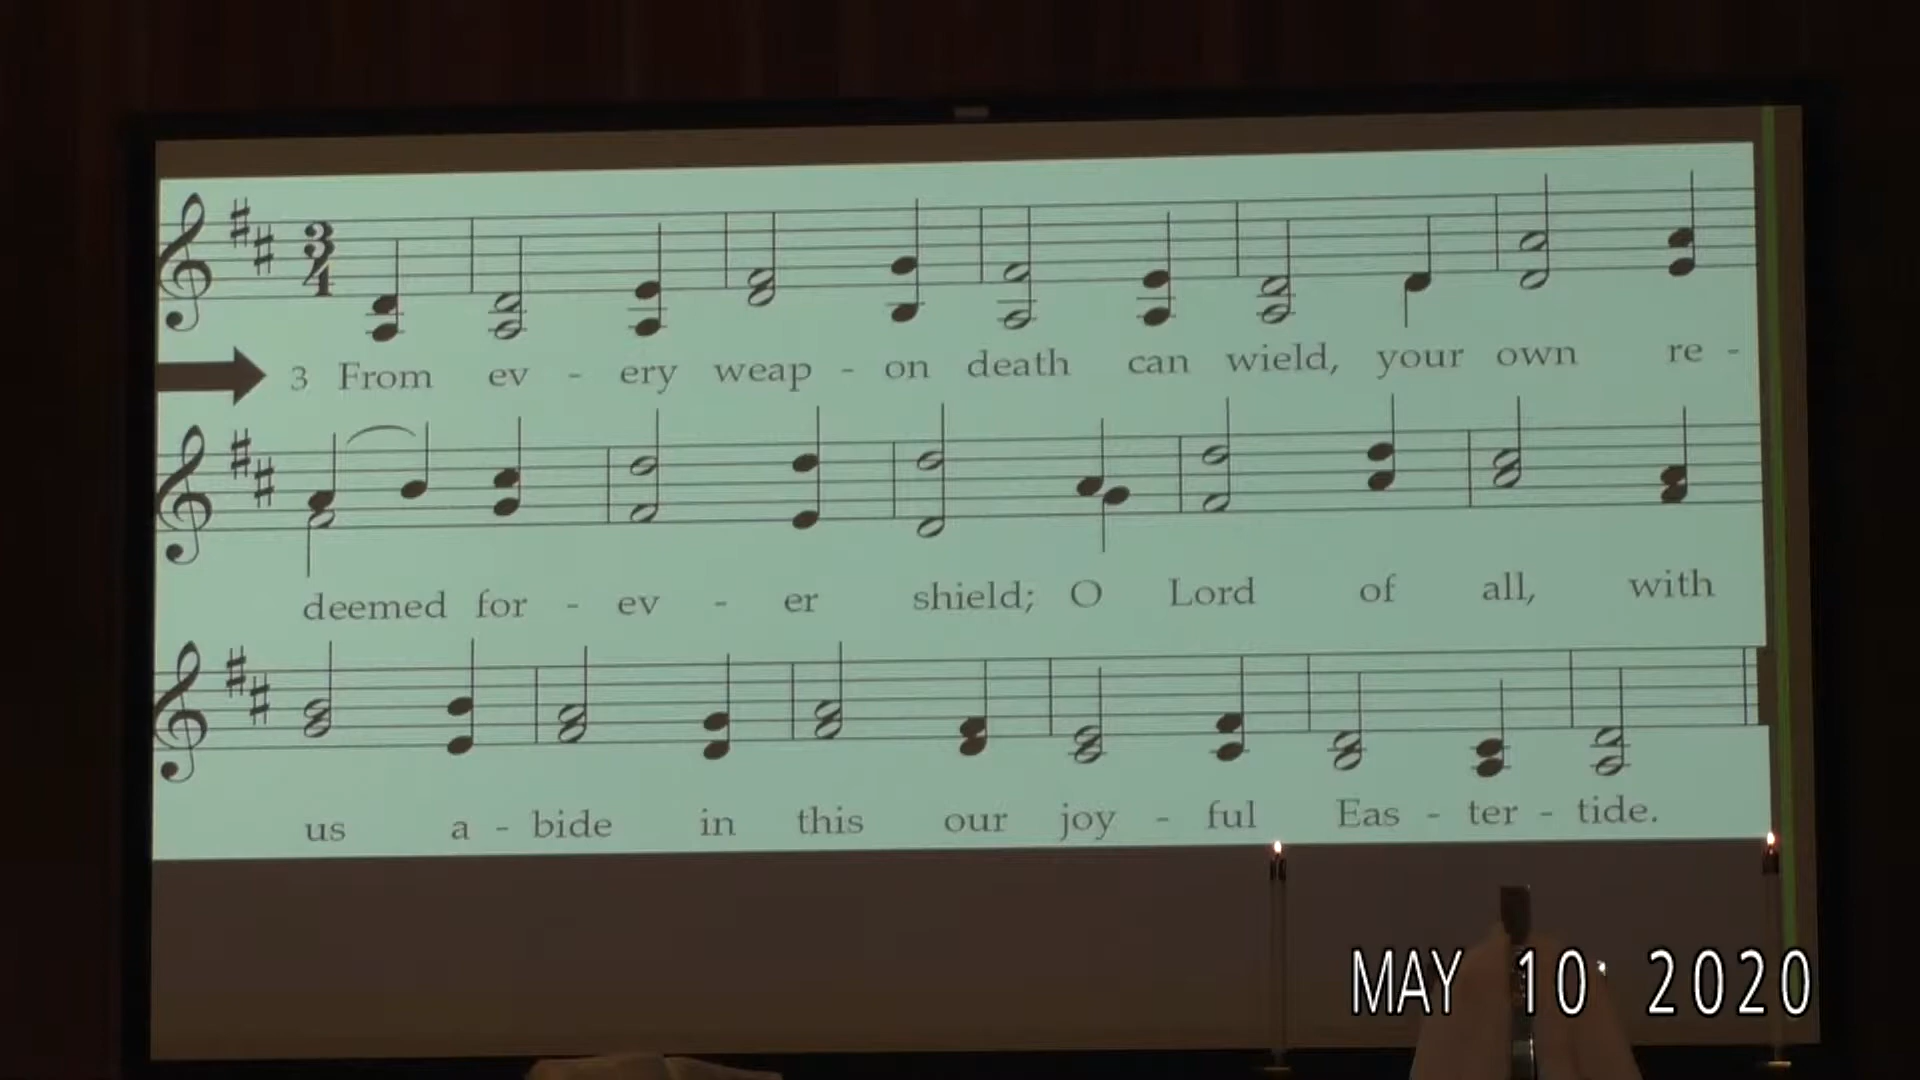 3 From ev - ery weap - on death can wield, your own re -
deemed for - ev - er shield; O Lord of all, with
us a - bide in this our joy - ful Eas - ter - tide.
MAY 10 2020